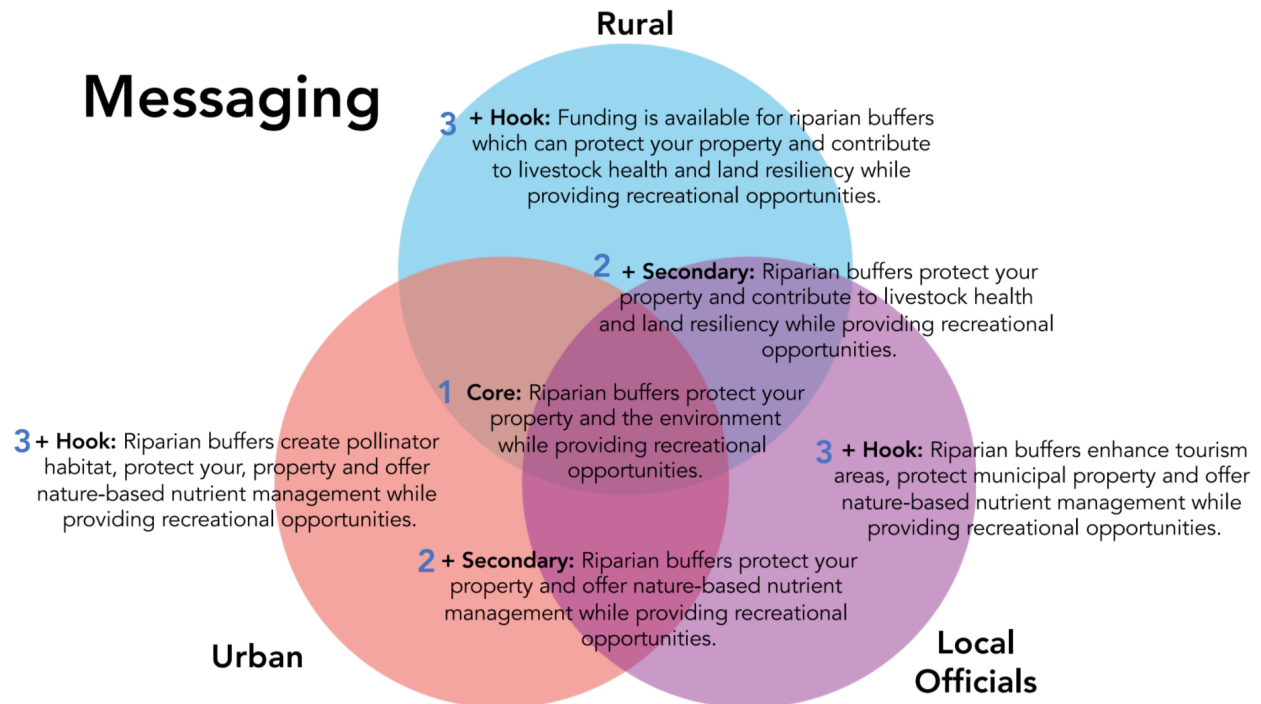 Rural
Messaging
3 + Hook: Funding is available for riparian buffers
which can protect your property and contribute
to livestock health and land resiliency while
providing recreational opportunities.
2 + Secondary: Riparian buffers protect your
property and contribute to livestock health
and land resiliency while providing recreational
opportunities.
1 Core: Riparian buffers protect your
property and the environment
while providing recreational
opportunities.
3 + Hook: Riparian buffers create pollinator
habitat, protect your, property and offer
nature-based nutrient management while
providing recreational opportunities.
3 + Hook: Riparian buffers enhance tourism
areas, protect municipal property and offer
nature-based nutrient management while
providing recreational opportunities.
2 + Secondary: Riparian buffers protect your
property and offer nature-based nutrient
management while providing recreational
opportunities.
Urban
Local
Officials